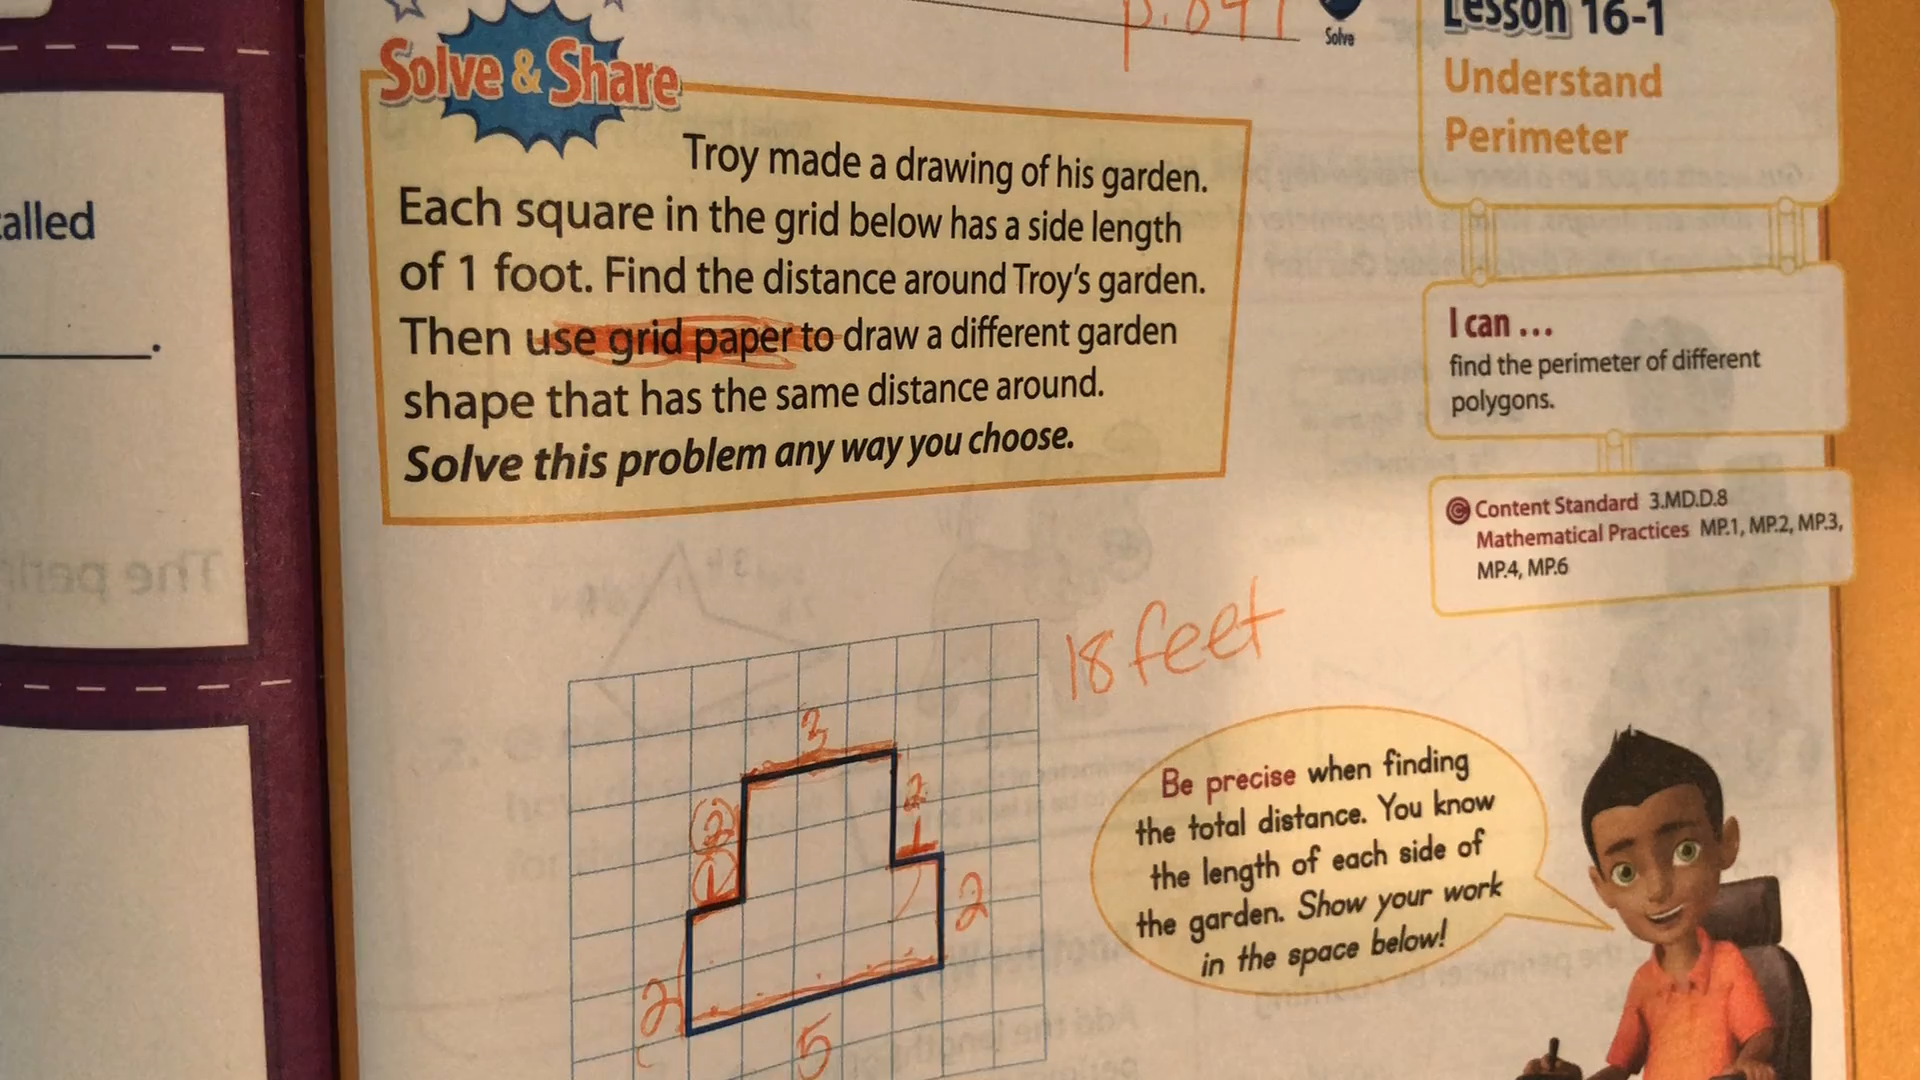 Solve
Lesson 16-1
Understand
Perimeter
Solve & Share
Troy made a drawing of his garden.
Each square in the grid below has a side length
of 1 foot. Find the distance around Troy's garden.
Then use grid paper to draw a different garden
shape that has the same distance around.
Solve this problem any way you choose.
I can ...
find the perimeter of different
polygons.
Content Standard 3.MD.D.8
Mathematical Practices MP.1, MP.2, MP.3,
MP.4, MP.6
18 feet
3
2
2
1
1
2
2
5
Be precise when finding
the total distance. You know
the length of each side of
the garden. Show your work
in the space below!